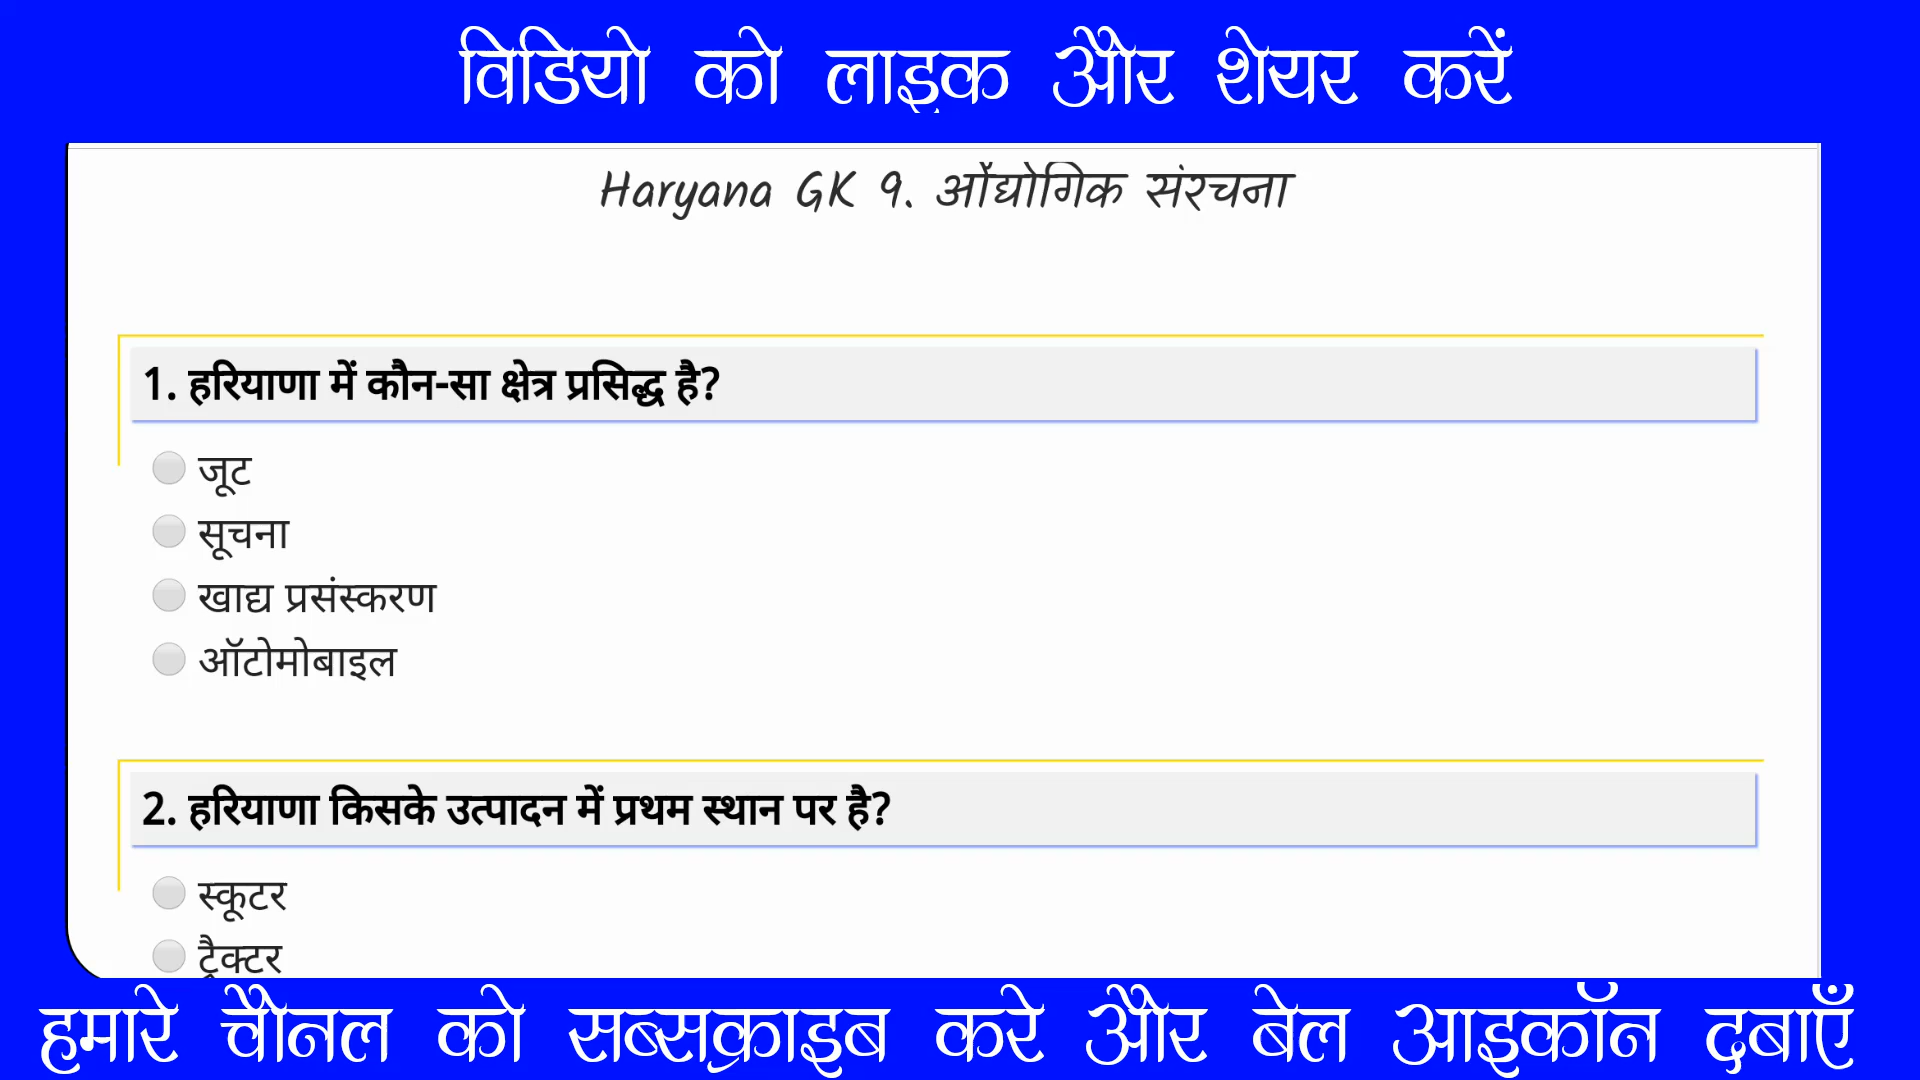 विडियो को लाइक और शेयर करें
Haryana GK 9. औद्योगिक संरचना
1. हरियाणा में कौन-सा क्षेत्र प्रसिद्ध है?
जूट
सूचना
खाद्य प्रसंस्करण
ऑटोमोबाइल
2. हरियाणा किसके उत्पादन में प्रथम स्थान पर है?
स्कूटर
ट्रैक्टर
हमारे चैनल को सब्सक्राइब करे और बेल आइकॉन दबाएँ